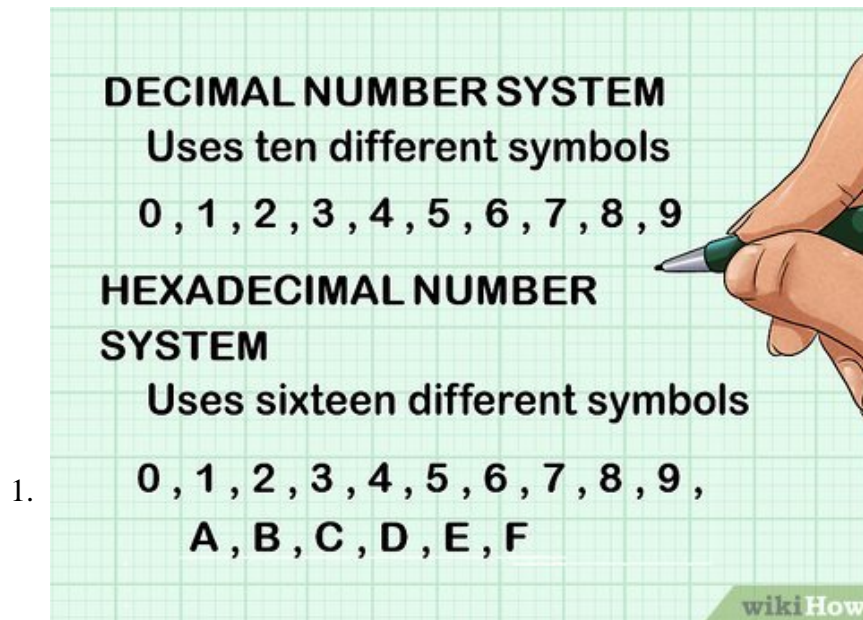 DECIMAL NUMBER SYSTEM
Uses ten different symbols
0 , 1 , 2 , 3 , 4 , 5 , 6 , 7 , 8 , 9
HEXADECIMAL NUMBER
SYSTEM
Uses sixteen different symbols
1.
0 , 1 , 2 , 3 , 4 , 5 , 6 , 7 , 8 , 9 ,
A , B , C , D , E , F
wikiHow